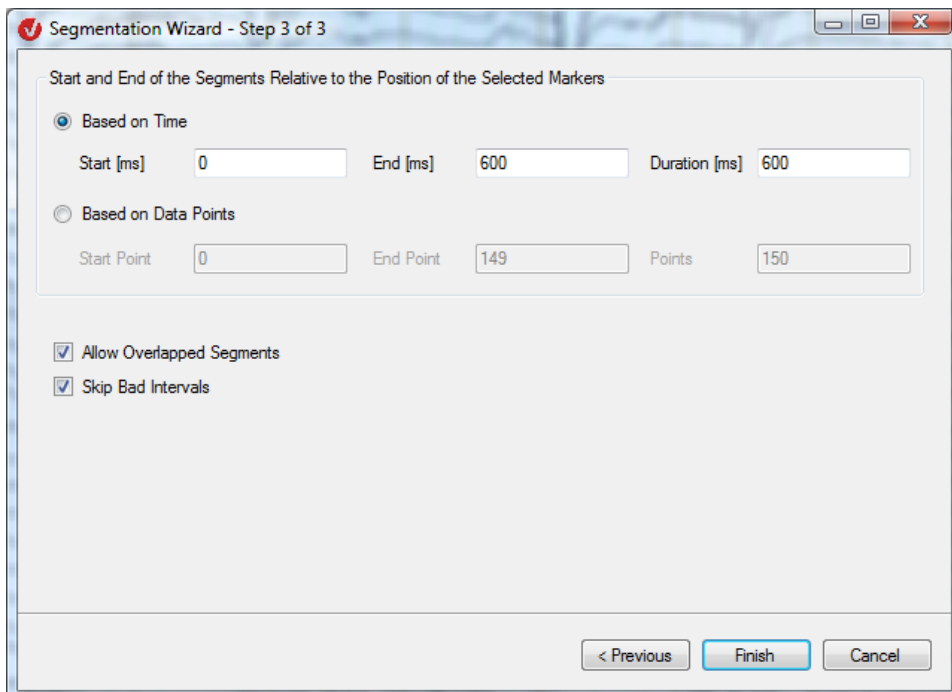 Segmentation Wizard - Step 3 of 3
Start and End of the Segments Relative to the Position of the Selected Markers
Based on Time
Start [ms] 0 End [ms] 600 Duration [ms] 600
Based on Data Points
Start Point 0 End Point 149 Points 150
Allow Overlapped Segments
Skip Bad Intervals
< Previous Finish Cancel